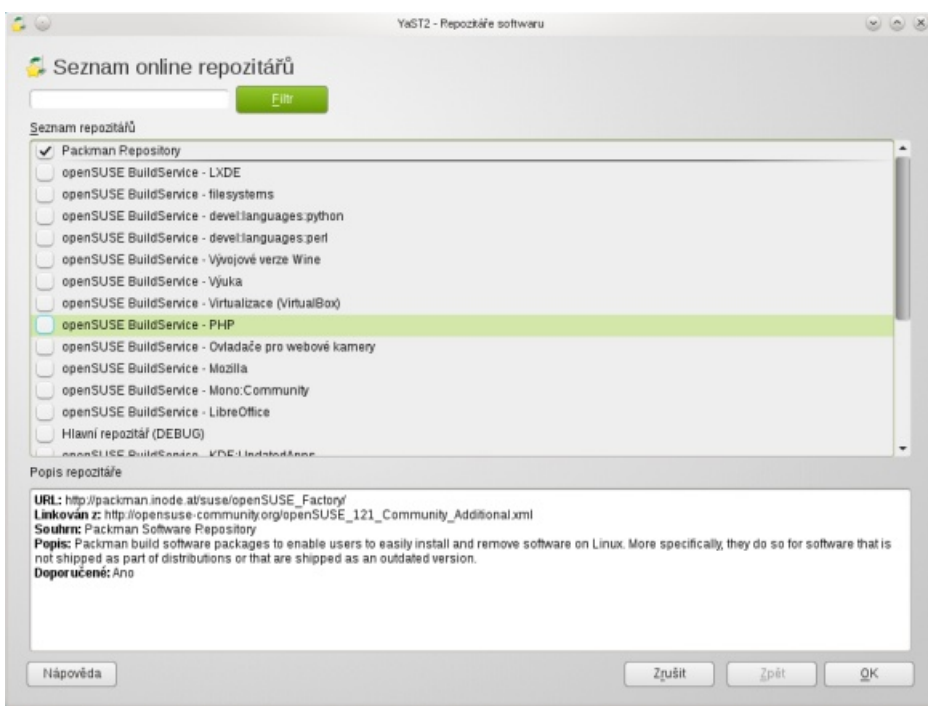 YaST2 - Repozitáře softwaru
Seznam online repozitářů
Filtr
Seznam repozitářů
Packman Repository
openSUSE BuildService - LXDE
openSUSE BuildService - filesystems
openSUSE BuildService - devel:languages:python
openSUSE BuildService - devel:languages:perl
openSUSE BuildService - Vývojové verze Wine
openSUSE BuildService - Výuka
openSUSE BuildService - Virtualizace (VirtualBox)
openSUSE BuildService - PHP
openSUSE BuildService - Ovladače pro webové kamery
openSUSE BuildService - Mozilla
openSUSE BuildService - Mono:Community
openSUSE BuildService - LibreOffice
Hlavní repozitář (DEBUG)
openSUSE BuildService - KDE:UpdatedApps
Popis repozitáře
URL: http://packman.inode.at/suse/openSUSE_Factory/
Linkován z: http://opensuse-community.org/openSUSE_121_Community_Additional.xml
Souhrn: Packman Software Repository
Popis: Packman build software packages to enable users to easily install and remove software on Linux. More specifically, they do so for software that is
not shipped as part of distributions or that are shipped as an outdated version.
Doporučené: Ano
Nápověda
Zrušit
Zpět
OK